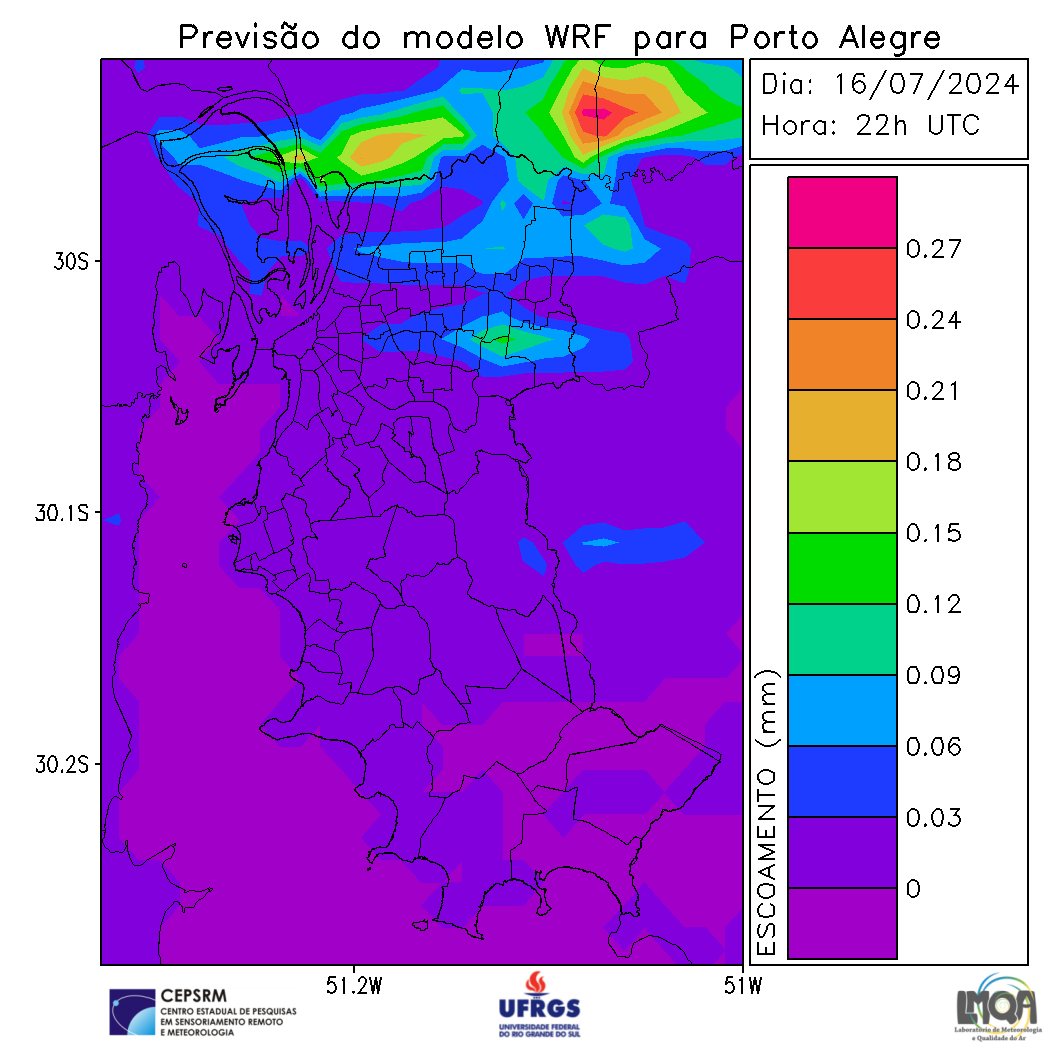 Previsão do modelo WRF para Porto Alegre
Dia: 16/07/2024
Hora: 22h UTC
30S
30.1S
30.2S
51.2W
51W
ESCOAMENTO (mm)
0.27
0.24
0.21
0.18
0.15
0.12
0.09
0.06
0.03
0
CEPSRM
CENTRO ESTADUAL DE PESQUISAS
EM SENSORIAMENTO REMOTO
E METEOROLOGIA
UFRGS
UNIVERSIDADE FEDERAL
DO RIO GRANDE DO SUL
LMQA
Laboratório de Meteorologia
e Qualidade do Ar